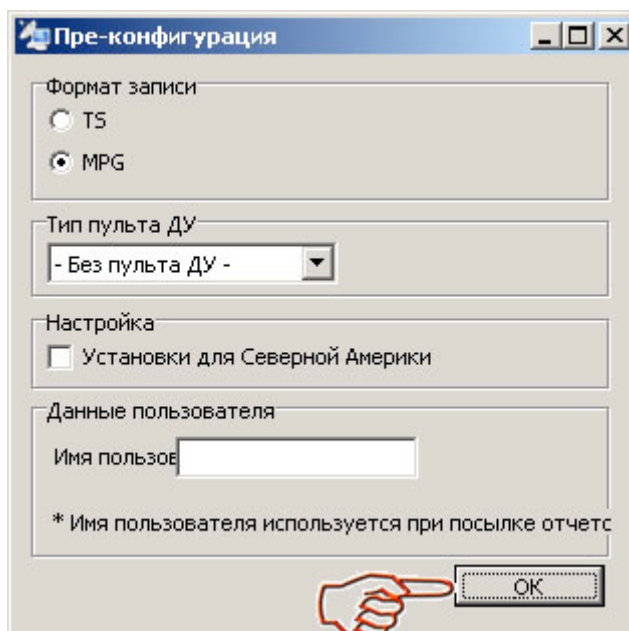 Пре-конфигурация
Формат записи
TS
MPG
Тип пульта ДУ
- Без пульта ДУ -
Настройка
Установки для Северной Америки
Данные пользователя
Имя пользов
* Имя пользователя используется при посылке отчетс
OK